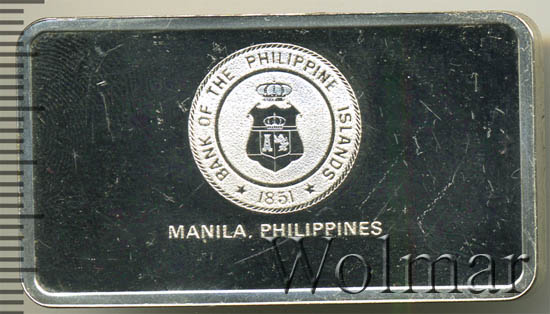 BANK OF THE PHILIPPINE ISLANDS
★ 1851 ★
MANILA, PHILIPPINES
Wolmar